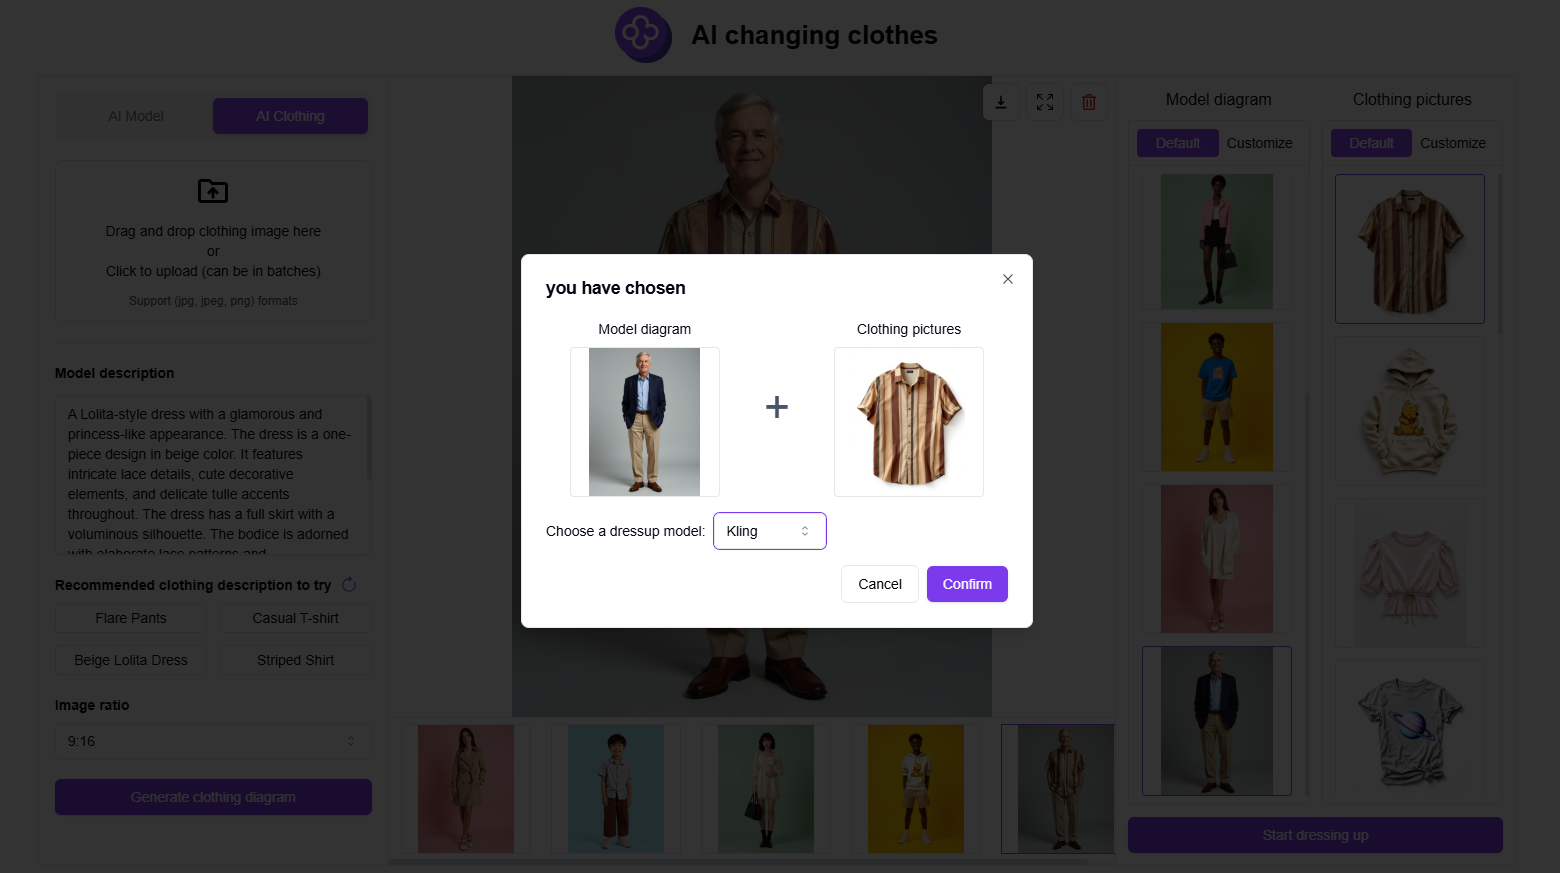 AI changing clothes
AI Model
AI Clothing
Drag and drop clothing image here
or
Click to upload (can be in batches)
Support (jpg, jpeg, png) formats
Model description
A Lolita-style dress with a glamorous and
princess-like appearance. The dress is a one-
piece design in beige color. It features
intricate lace details, cute decorative
elements, and delicate tulle accents
throughout. The dress has a full skirt with a
voluminous silhouette. The bodice is adorned
with elaborate lace patterns and
Recommended clothing description to try
Flare Pants
Casual T-shirt
Beige Lolita Dress
Striped Shirt
Image ratio
9:16
Generate clothing diagram
you have chosen
Model diagram
Clothing pictures
Choose a dressup model:
Kling
Cancel
Confirm
Model diagram
Default
Customize
Clothing pictures
Default
Customize
Start dressing up